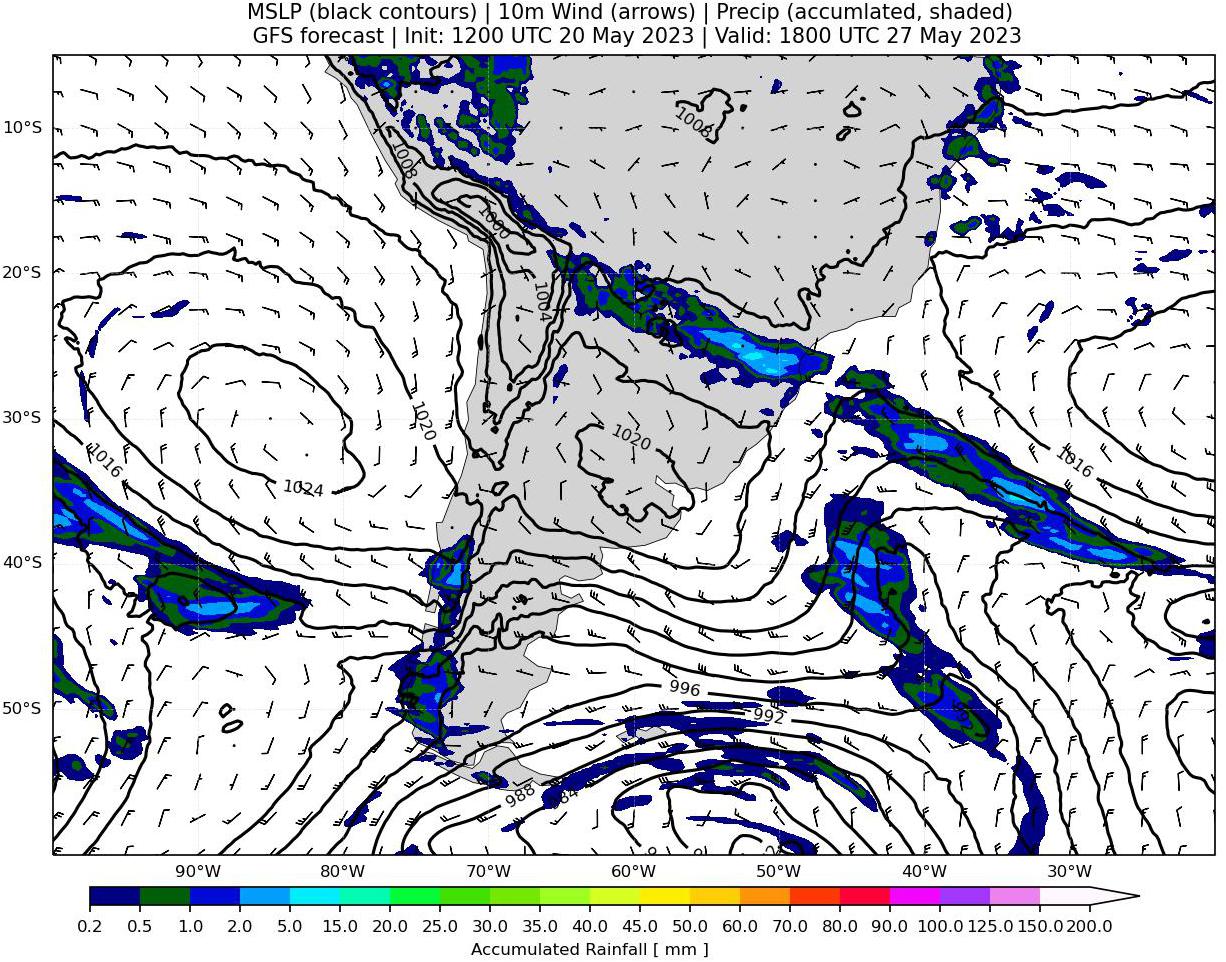 MSLP (black contours) | 10m Wind (arrows) | Precip (accumlated, shaded)
GFS forecast | Init: 1200 UTC 20 May 2023 | Valid: 1800 UTC 27 May 2023
10°S
20°S
30°S
40°S
50°S
1008
1008
1000
1004
1020
1020
1016
1016
1024
996
992
992
988
984
90°W
80°W
70°W
60°W
50°W
40°W
30°W
0.2 0.5 1.0 2.0 5.0 10.0 15.0 20.0 25.0 30.0 35.0 40.0 45.0 50.0 60.0 70.0 80.0 90.0 100.0 125.0 150.0 200.0
Accumulated Rainfall [ mm ]